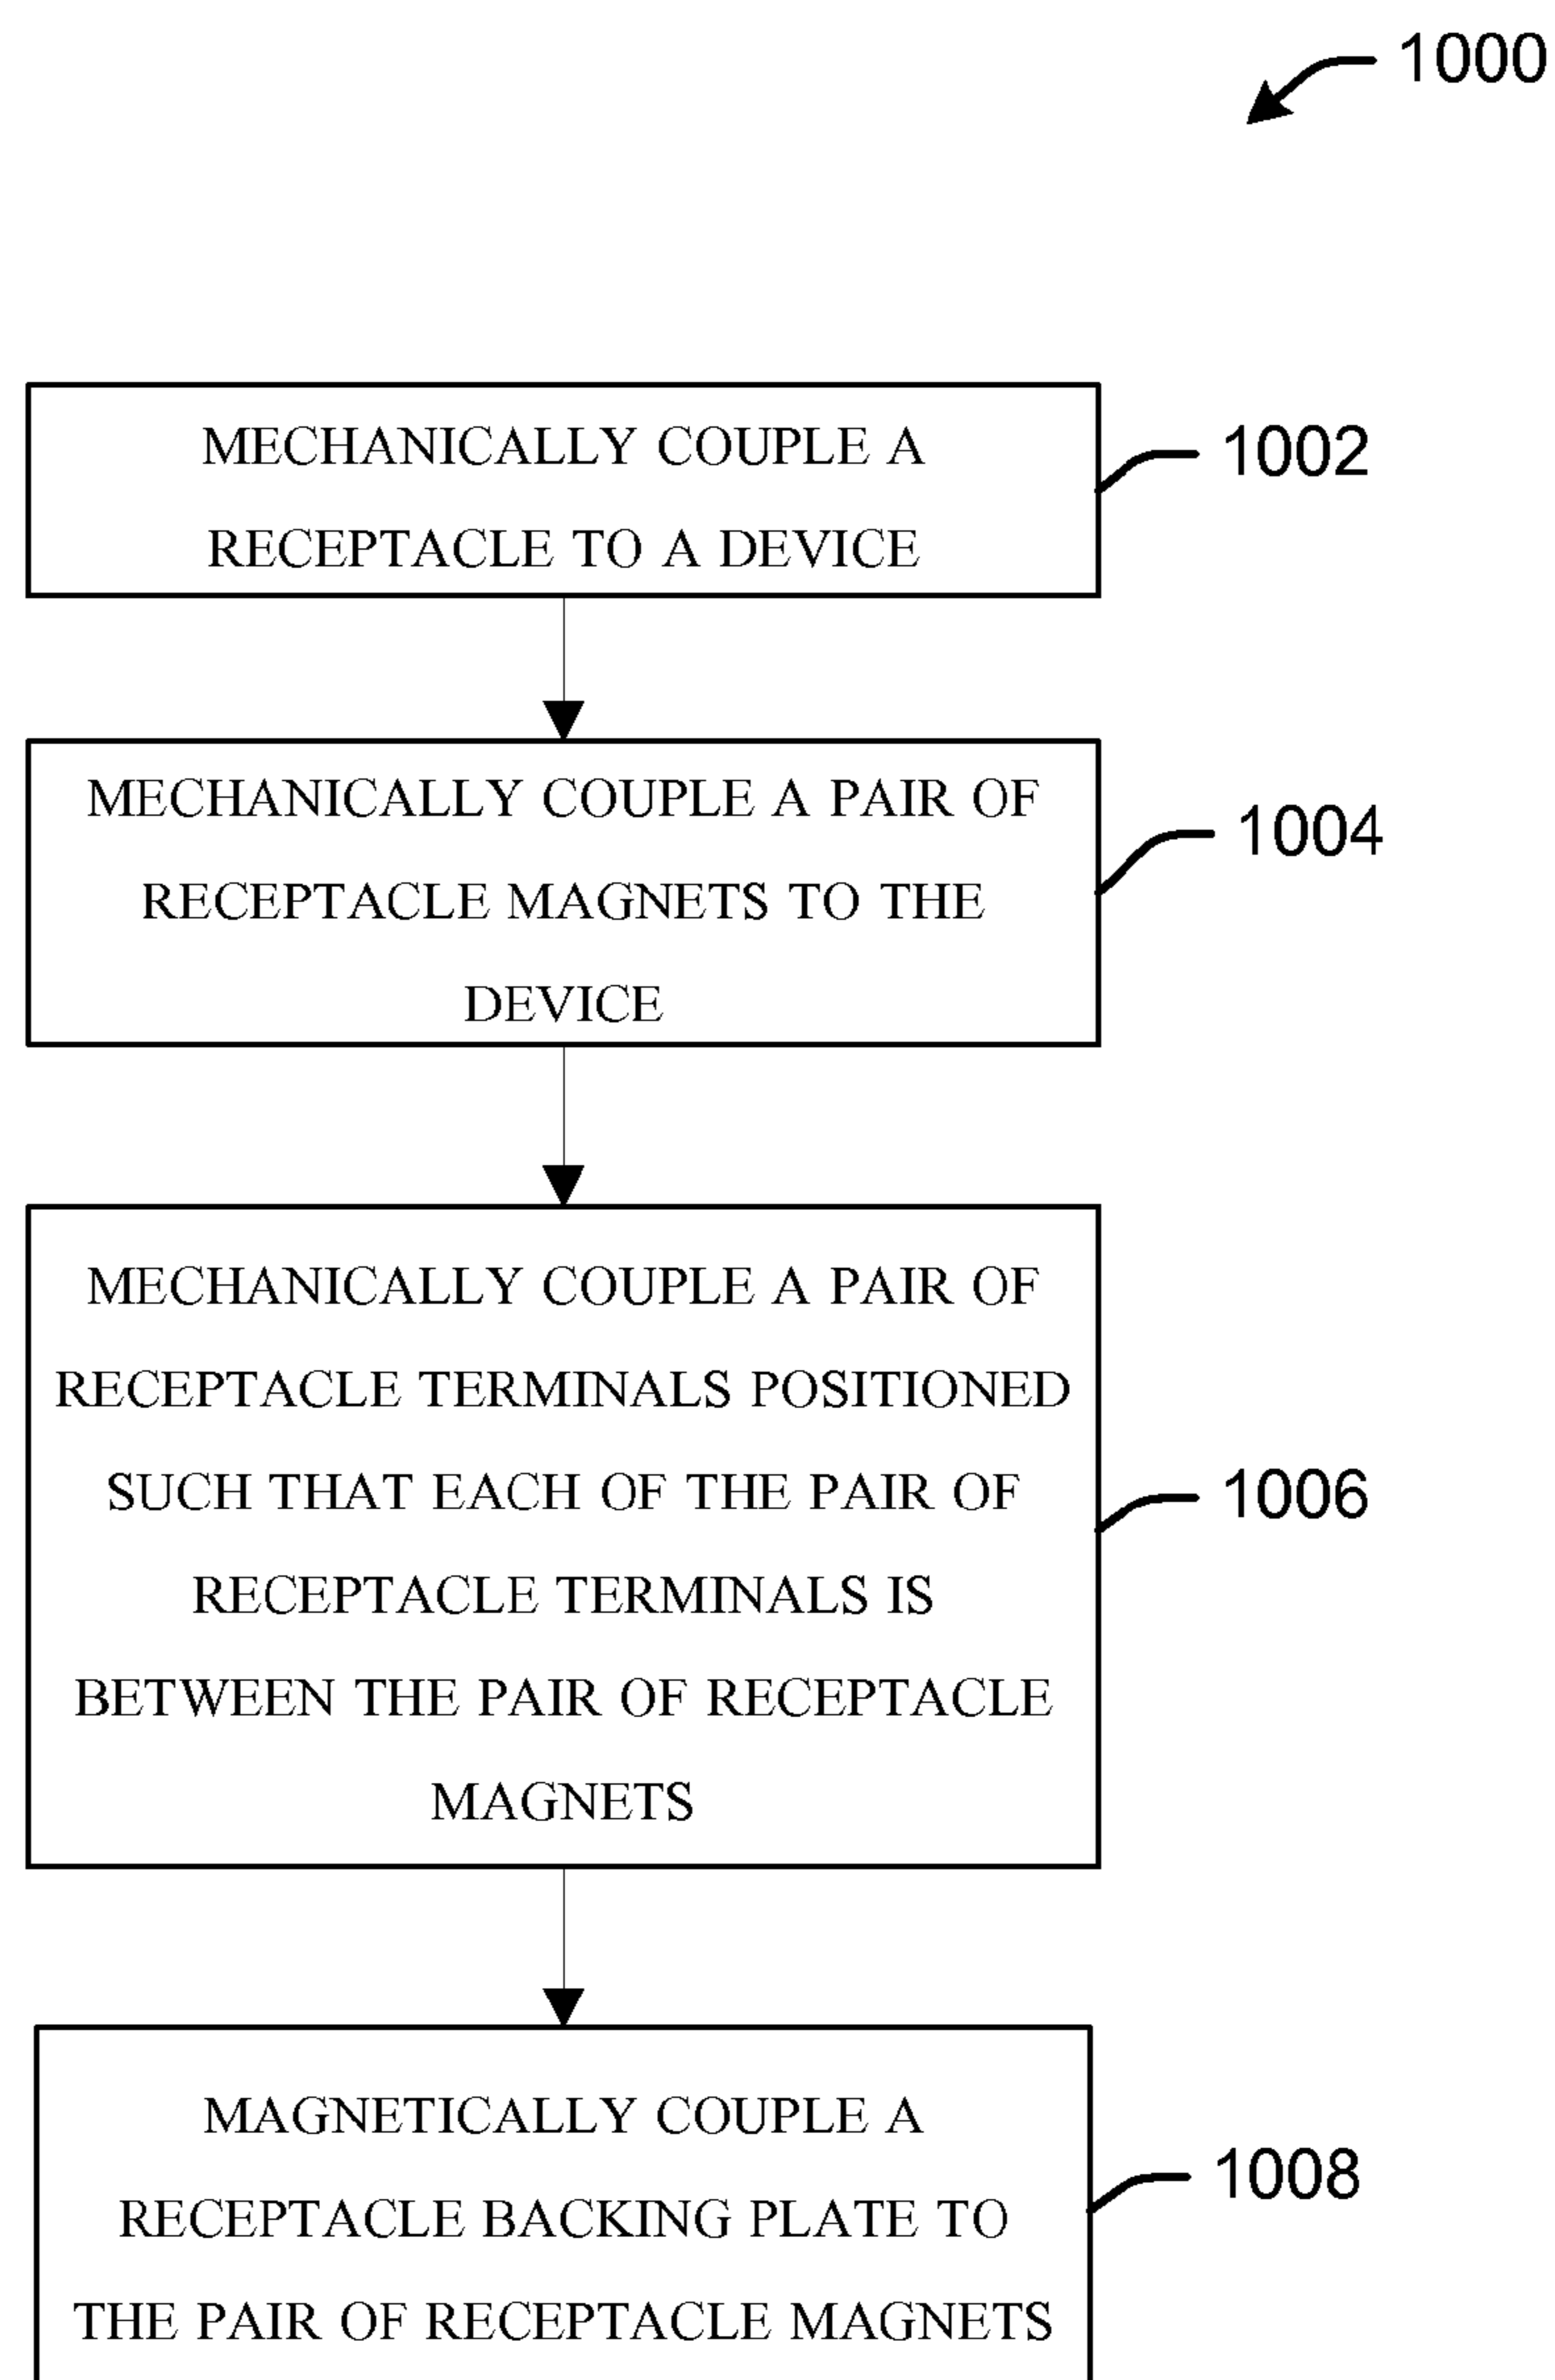 1000
MECHANICALLY COUPLE A
RECEPTACLE TO A DEVICE
1002
MECHANICALLY COUPLE A PAIR OF
RECEPTACLE MAGNETS TO THE
DEVICE
1004
MECHANICALLY COUPLE A PAIR OF
RECEPTACLE TERMINALS POSITIONED
SUCH THAT EACH OF THE PAIR OF
RECEPTACLE TERMINALS IS
BETWEEN THE PAIR OF RECEPTACLE
MAGNETS
1006
MAGNETICALLY COUPLE A
RECEPTACLE BACKING PLATE TO
THE PAIR OF RECEPTACLE MAGNETS
1008